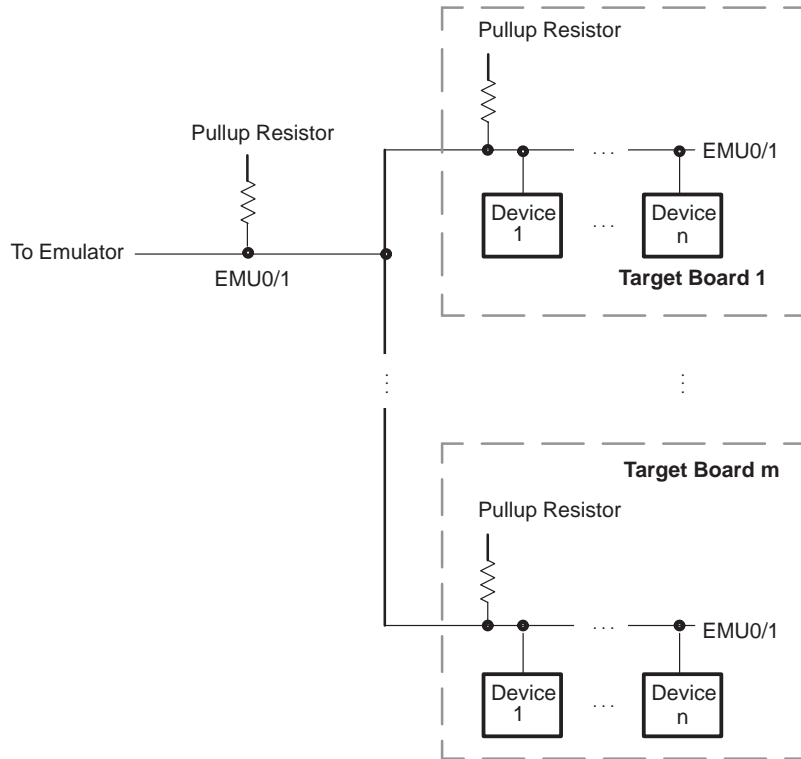 Pullup Resistor
EMU0/1
Device
1
. . .
Device
n
Target Board 1
Pullup Resistor
To Emulator
EMU0/1
Target Board m
Pullup Resistor
EMU0/1
Device
1
. . .
Device
n